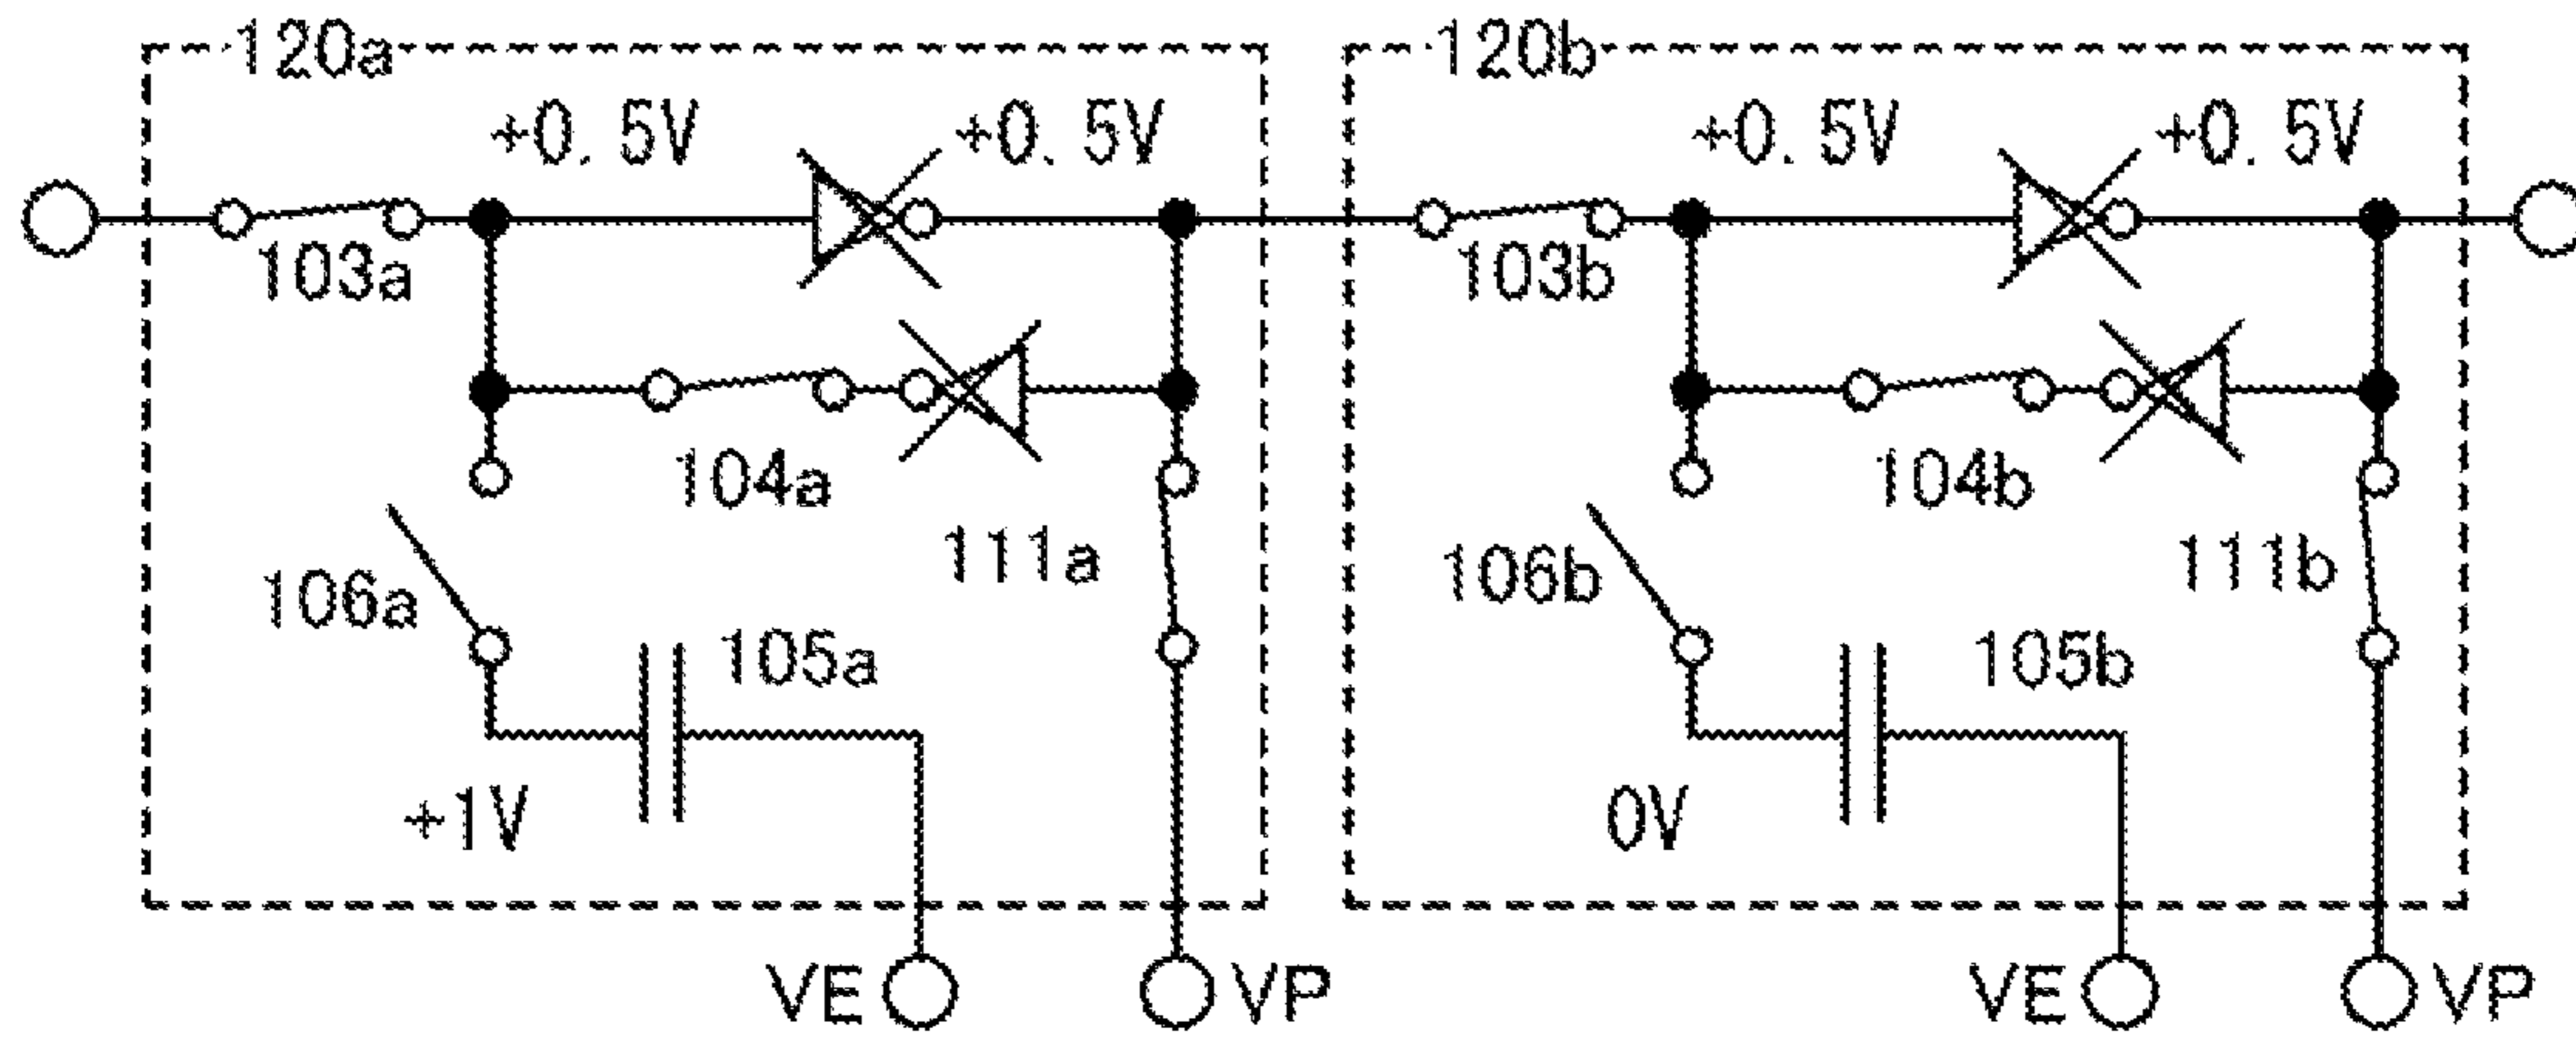 120a 120b
+0.5V +0.5V +0.5V +0.5V
103a 103b
104a 104b
111a 111b
106a 106b
105a 105b
+1V 0V
VE VP VE VP